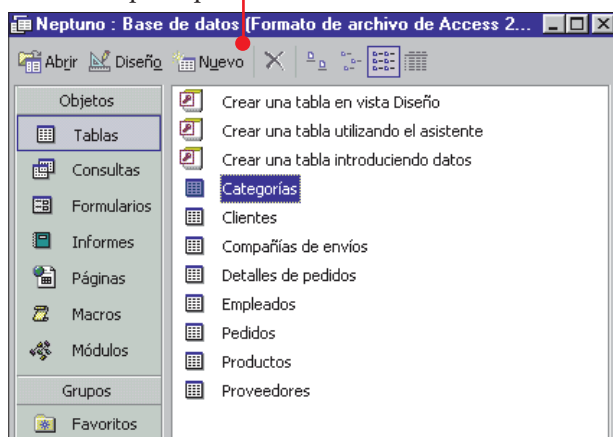 Neptuno : Base de datos (Formato de archivo de Access 2...
Abrir Diseño Nuevo
Objetos
Tablas
Consultas
Formularios
Informes
Páginas
Macros
Módulos
Grupos
Favoritos
Crear una tabla en vista Diseño
Crear una tabla utilizando el asistente
Crear una tabla introduciendo datos
Categorías
Clientes
Compañías de envíos
Detalles de pedidos
Empleados
Pedidos
Productos
Proveedores